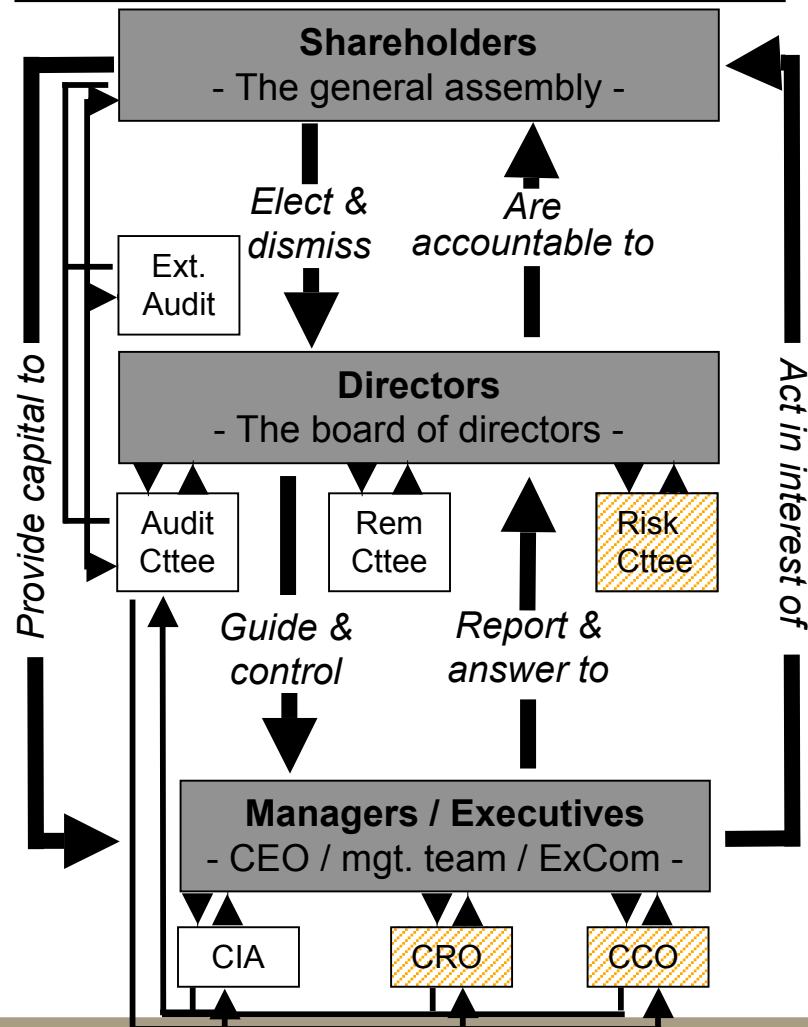 Shareholders
- The general assembly -
Elect &
dismiss
Are
accountable to
Ext.
Audit
Provide capital to
Act in interest of
Directors
- The board of directors -
Audit
Cttee
Rem
Cttee
Risk
Cttee
Guide &
control
Report &
answer to
Managers / Executives
- CEO / mgt. team / ExCom -
CIA
CRO
CCO